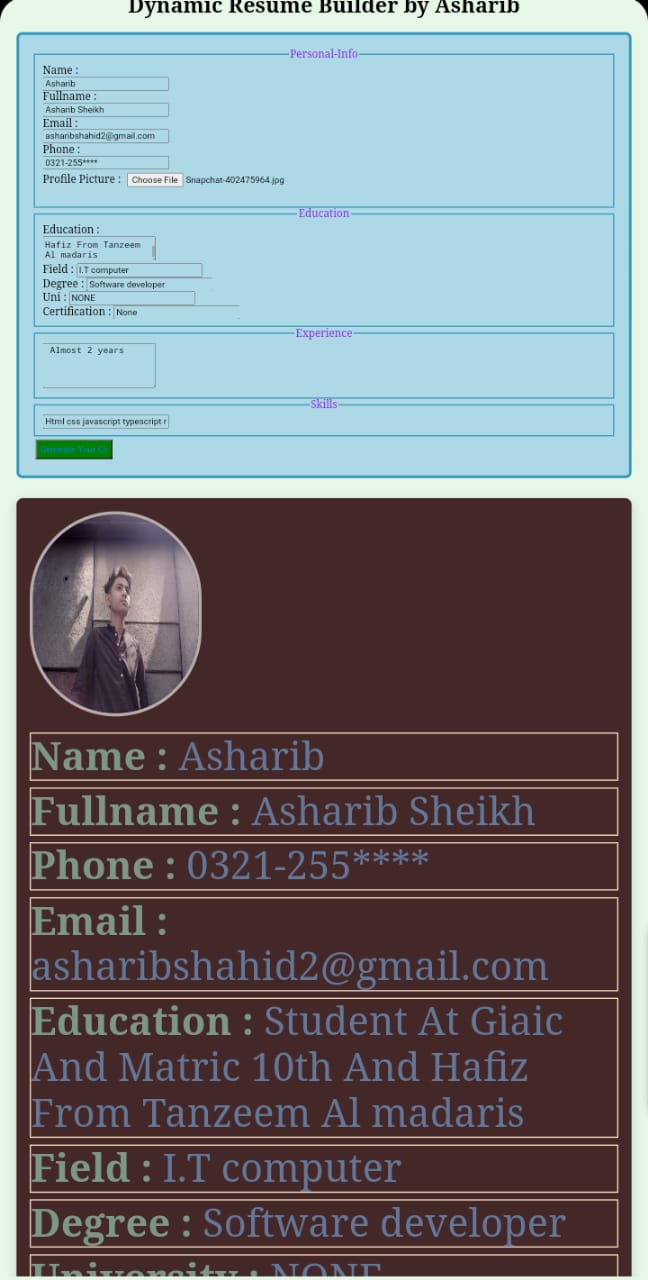 Dynamic Resume Builder by Asharib
Personal-Info
Name :
Asharib
Fullname :
Asharib Sheikh
Email :
asharibshahid2@gmail.com
Phone :
0321-255****
Profile Picture : Choose File Snapchat-402475964.jpg
Education
Education :
Hafiz From Tanzeem
Al madaris
Field : I.T computer
Degree : Software developer
Uni : NONE
Certification : None
Experience
Almost 2 years
Skills
Html css javascript typescript r
Generate Your Cv
Name : Asharib
Fullname : Asharib Sheikh
Phone : 0321-255****
Email :
asharibshahid2@gmail.com
Education : Student At Giaic
And Matric 10th And Hafiz
From Tanzeem Al madaris
Field : I.T computer
Degree : Software developer
University : NONE